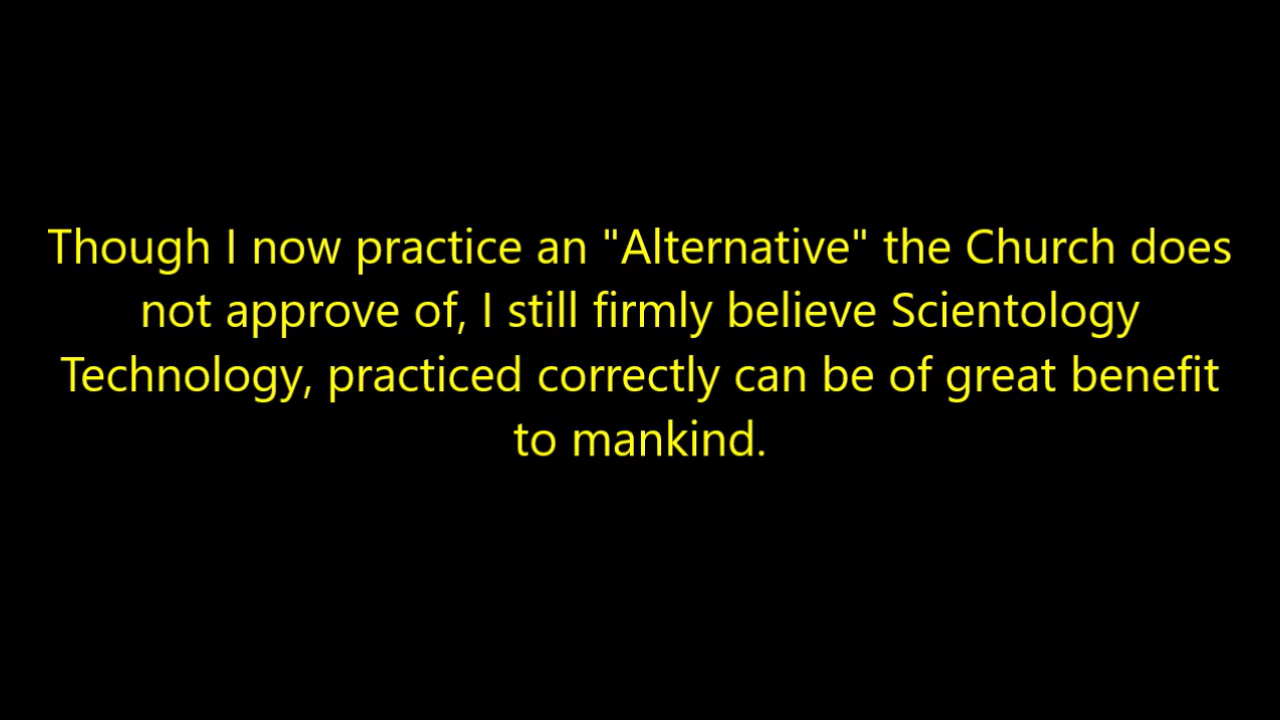 Though I now practice an "Alternative" the Church does
not approve of, I still firmly believe Scientology
Technology, practiced correctly can be of great benefit
to mankind.